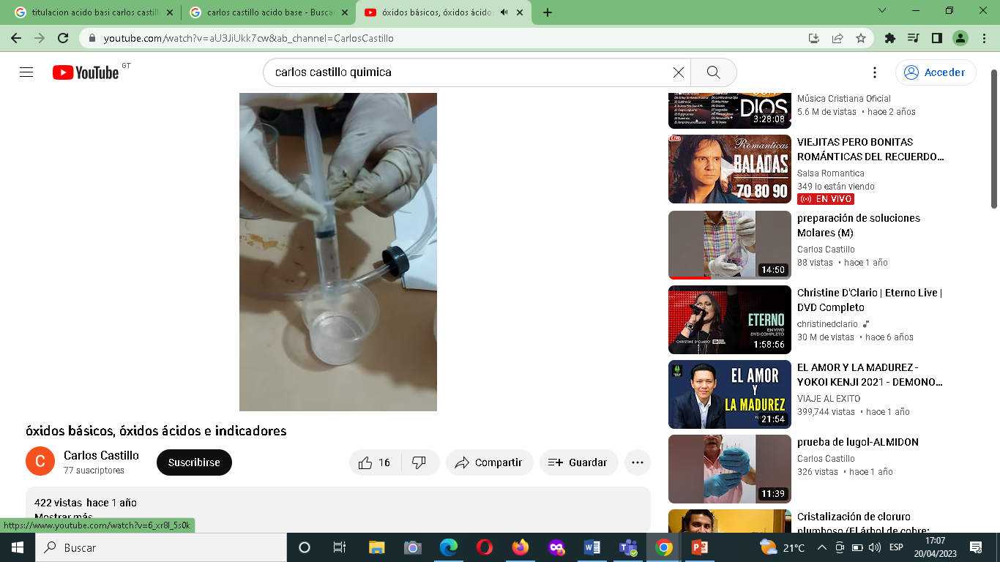 titulacion acido basi carlos castill
carlos castillo acido base - Buscar
óxidos básicos, óxidos ácido
youtube.com/watch?v=aU3JiUkk7cw&ab_channel=CarlosCastillo
YouTube GT
carlos castillo quimica
Acceder
DIOS
3:28:08
Música Cristiana Oficial
5.6 M de vistas • hace 2 años
LIVE
Romanticas
BALADAS
70 80 90
VIEJITAS PERO BONITAS
ROMÁNTICAS DEL RECUERDO...
Salsa Romantica
349 lo están viendo
EN VIVO
preparación de soluciones
Molares (M)
Carlos Castillo
88 vistas • hace 1 año
14:50
ETERNO
EN VIVO
DVD COMPLETO
CHRISTINE D'CLARIO
1:58:56
Christine D'Clario | Eterno Live |
DVD Completo
christinedclario
30 M de vistas • hace 6 años
EL AMOR
Y
LA MADUREZ
21:54
EL AMOR Y LA MADUREZ -
YOKOI KENJI 2021 - DEMONO...
VIAJE AL EXITO
399,744 vistas • hace 1 año
prueba de lugol-ALMIDON
Carlos Castillo
326 vistas • hace 1 año
11:39
Cristalización de cloruro
plumboso (El árbol de cobre:
óxidos básicos, óxidos ácidos e indicadores
C
Carlos Castillo
77 suscriptores
Suscribirse
16
Compartir
Guardar
422 vistas hace 1 año
Mostrar más
https://www.youtube.com/watch?v=6_xr8l_5s0k
Buscar
21°C
ESP
17:07
20/04/2023